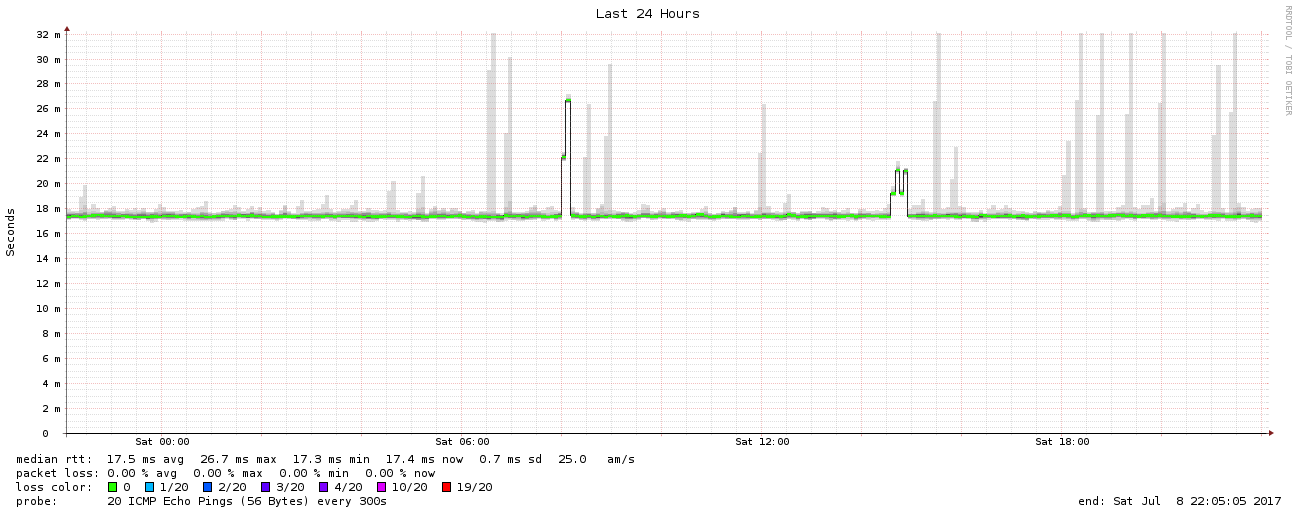 Last 24 Hours
RRDTOOL / TOBI OETIKER
Seconds
32 m
30 m
28 m
26 m
24 m
22 m
20 m
18 m
16 m
14 m
12 m
10 m
8 m
6 m
4 m
2 m
0
Sat 00:00 Sat 06:00 Sat 12:00 Sat 18:00
median rtt: 17.5 ms avg 26.7 ms max 17.3 ms min 17.4 ms now 0.7 ms sd 25.0 am/s
packet loss: 0.00 % avg 0.00 % max 0.00 % min 0.00 % now
loss color: 0 1/20 2/20 3/20 4/20 10/20 19/20
probe: 20 ICMP Echo Pings (56 Bytes) every 300s end: Sat Jul 8 22:05:05 2017